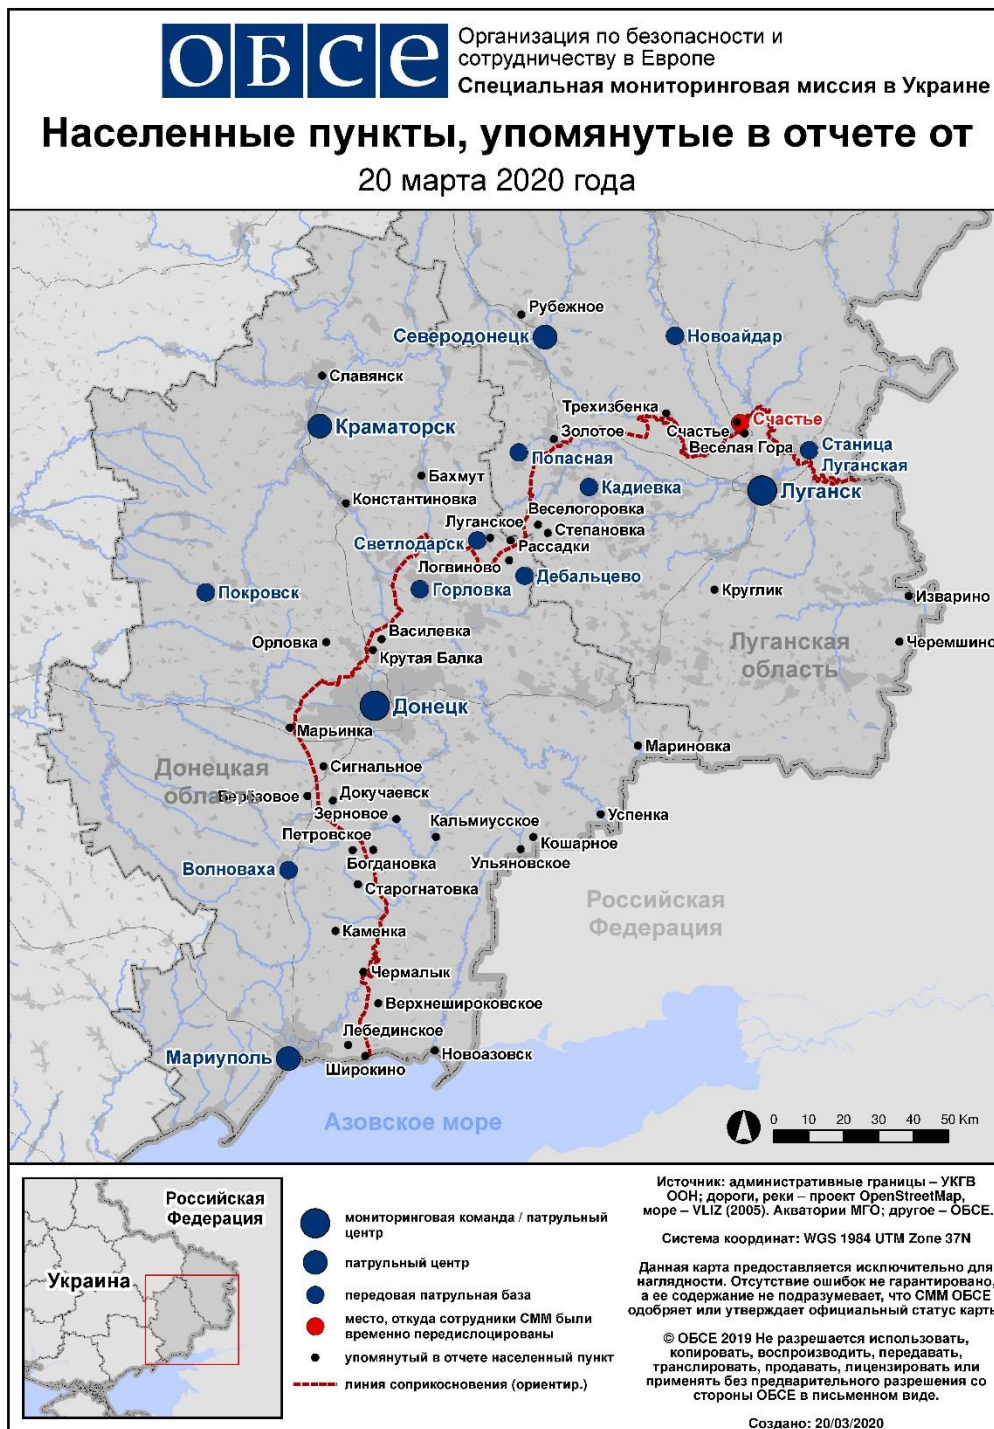 ОБСЕ
Организация по безопасности и
сотрудничеству в Европе
Специальная мониторинговая миссия в Украине
Населенные пункты, упомянутые в отчете от
20 марта 2020 года
Рубежное
Северодонецк
Новоайдар
Славянск
Трехизбенка
Счастье
Краматорск
Золотое
Счастье
Веселая Гора
Станица
Луганская
Попасная
Бахмут
Кадиевка
Луганск
Константиновка
Веселогоровка
Луганское
Степановка
Светлодарск
Рассадки
Логвиново
Дебальцево
Покровск
Горловка
Круглик
Изварино
Василевка
Орловка
Крутая Балка
Луганская
область
Черемшино
Донецк
Марьинка
Мариновка
Донецкая
область
Сигнальное
Берёзовое
Докучаевск
Зерновое
Кальмиусское
Успенка
Петровское
Кошарное
Богдановка
Ульяновское
Волноваха
Старогнатовка
Российская
Федерация
Каменка
Чермалык
Верхнешироковское
Лебединское
Мариуполь
Широкино
Новоазовск
Азовское море
0 10 20 30 40 50 Km
Российская
Федерация
Украина
мониторинговая команда / патрульный
центр
патрульный центр
передовая патрульная база
место, откуда сотрудники СММ были
временно передислоцированы
упомянутый в отчете населенный пункт
линия соприкосновения (ориентир.)
Источник: административные границы – УКГВ
ООН; дороги, реки – проект OpenStreetMap,
море – VLIZ (2005). Акватории МГО; другое – ОБСЕ.
Система координат: WGS 1984 UTM Zone 37N
Данная карта предоставляется исключительно для
наглядности. Отсутствие ошибок не гарантировано,
а ее содержание не подразумевает, что СММ ОБСЕ
одобряет или утверждает официальный статус карты
© ОБСЕ 2019 Не разрешается использовать,
копировать, воспроизводить, передавать,
транслировать, продавать, лицензировать или
применять без предварительного разрешения со
стороны ОБСЕ в письменном виде.
Создано: 20/03/2020